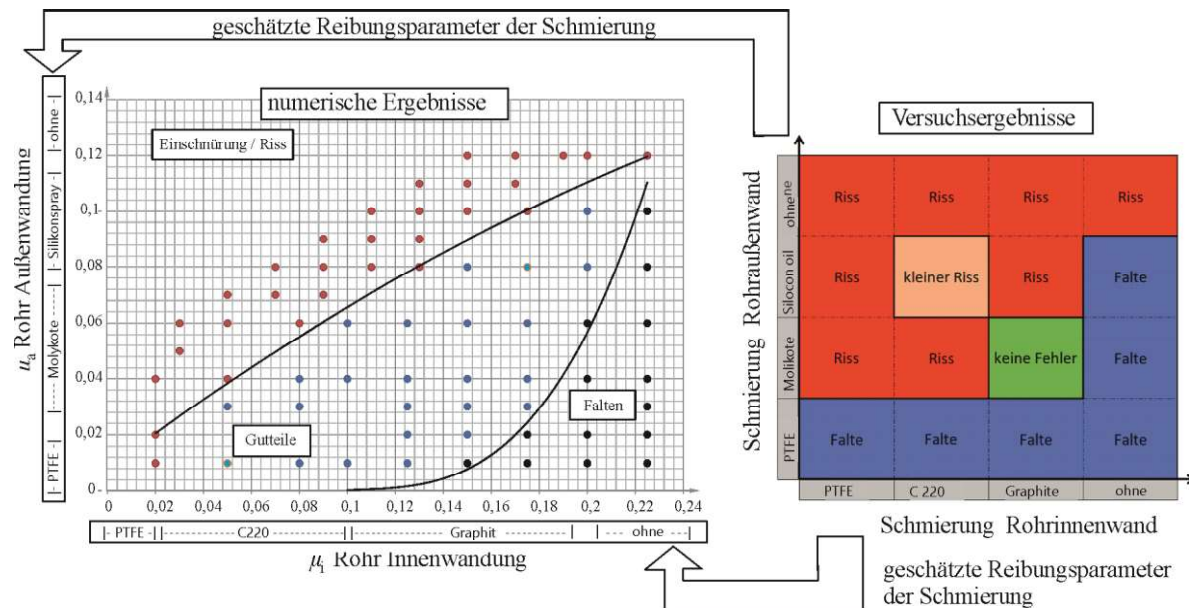 geschätzte Reibungsparameter der Schmierung
numerische Ergebnisse
Einschnürung / Riss
Gutteile
Falten
0,14
0,12
0,1
0,08
0,06
0,04
0,02
0
0 0,02 0,04 0,06 0,08 0,1 0,12 0,14 0,16 0,18 0,2 0,22 0,24
μa Rohr Außenwandung
|- PTFE -| |----- Molykote ------| |- Silikonspray -| |- ohne -|
|- PTFE -| C220 Graphit ohne
μi Rohr Innenwandung
Versuchsergebnisse
Schmierung Rohraußenwand
ohne ne
Silocon oil
Molikote
PTFE
Riss Riss Riss Riss
Riss kleiner Riss Riss Falte
Riss Riss keine Fehler Falte
Falte Falte Falte Falte
PTFE C 220 Graphite ohne
Schmierung Rohrinnenwand
geschätzte Reibungsparameter
der Schmierung